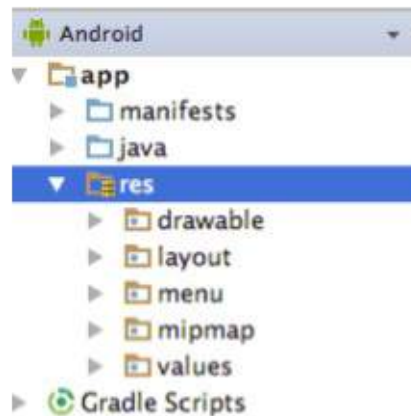 Android
app
manifests
java
res
drawable
layout
menu
mipmap
values
Gradle Scripts